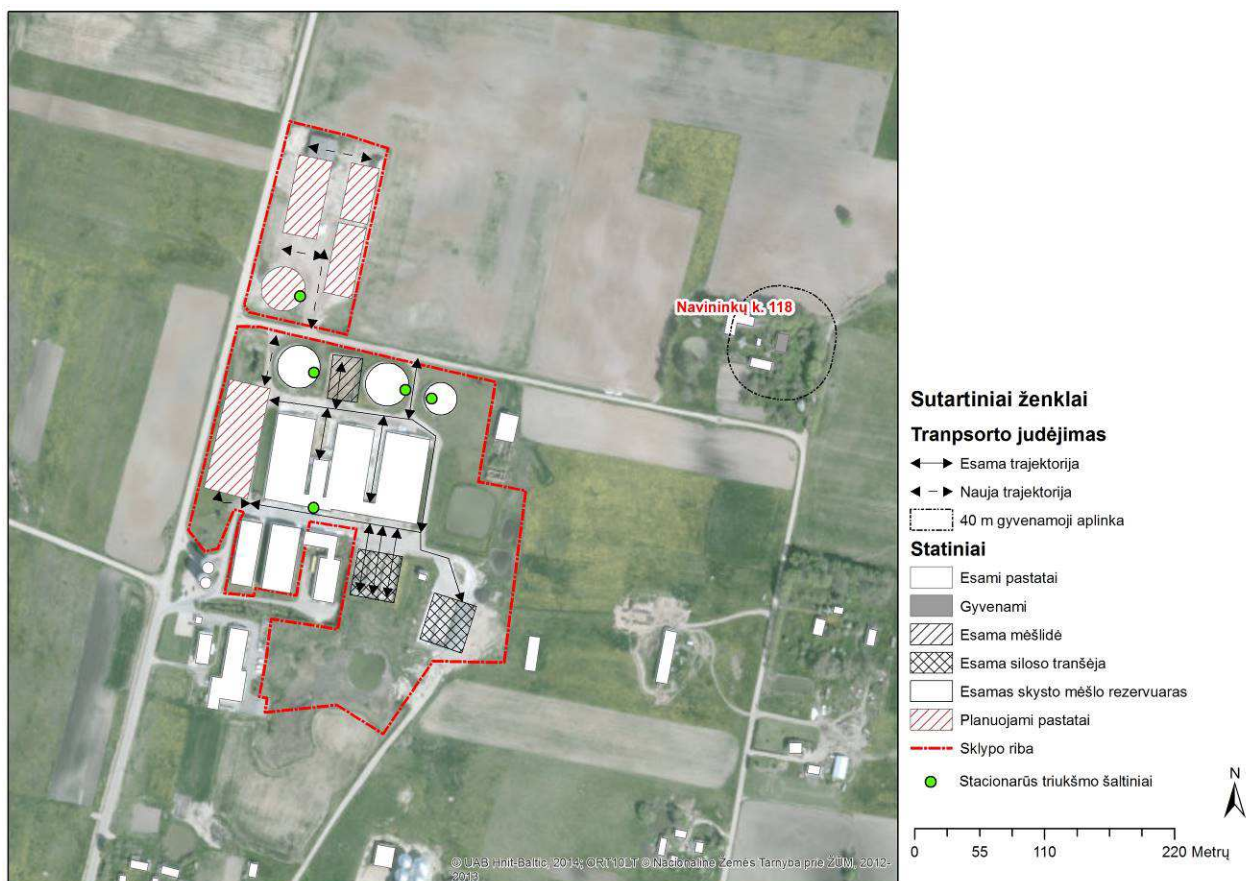 Navininkų k. 118
Sutartiniai ženklai
Tranpsorto judėjimas
Esama trajektorija
Nauja trajektorija
40 m gyvenamoji aplinka
Statiniai
Esami pastatai
Gyvenami
Esama mėšlidė
Esama siloso tranšėja
Esamas skysto mėšlo rezervuaras
Planuojami pastatai
Sklypo riba
Stacionarūs triukšmo šaltiniai
N
0 55 110 220 Metrų
© UAB Hnit-Baltic, 2014; ORT10LT © Nacionalinė Žemės Tarnyba prie ŽŪM, 2012-
2013